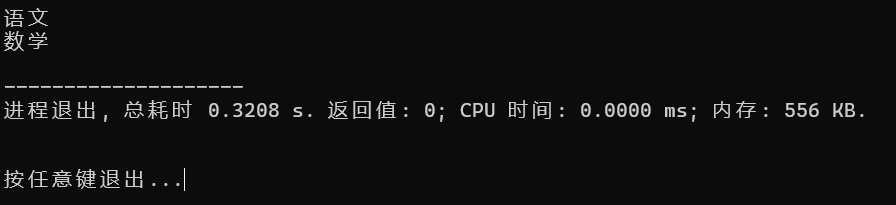 语文
数学
--------------------
进程退出, 总耗时 0.3208 s. 返回值: 0; CPU 时间: 0.0000 ms; 内存: 556 KB.
按任意键退出...